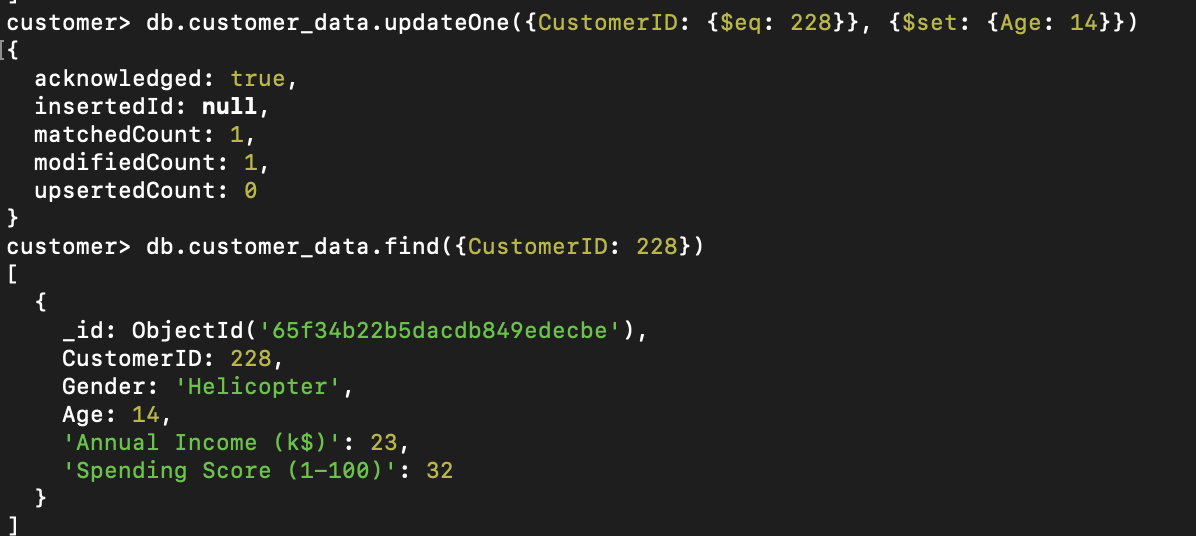 customer> db.customer_data.updateOne({CustomerID: {$eq: 228}}, {$set: {Age: 14}})
{
  acknowledged: true,
  insertedId: null,
  matchedCount: 1,
  modifiedCount: 1,
  upsertedCount: 0
}
customer> db.customer_data.find({CustomerID: 228})
[
  {
    _id: ObjectId('65f34b22b5dacdb849edecbe'),
    CustomerID: 228,
    Gender: 'Helicopter',
    Age: 14,
    'Annual Income (k$)': 23,
    'Spending Score (1-100)': 32
  }
]